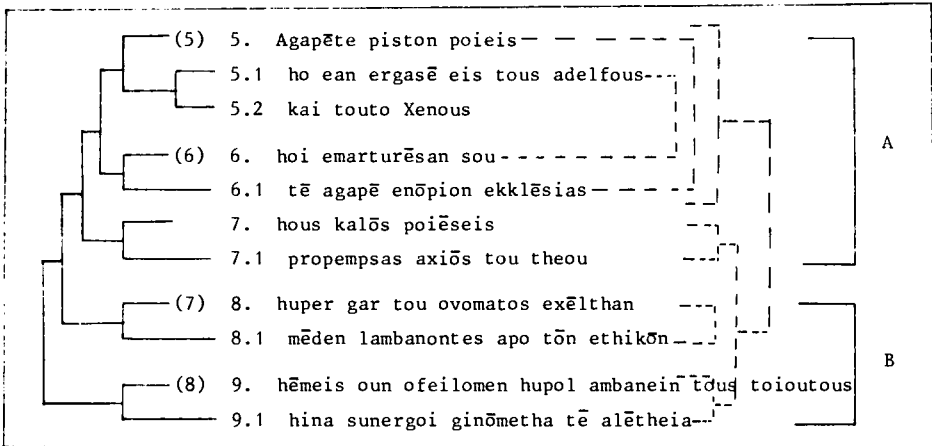 (5) 5. Agapēte piston poieis
5.1 ho ean ergasē eis tous adelfous
5.2 kai touto Xenous
(6) 6. hoi emarturēsan sou
6.1 tē agapē enōpion ekklēsias
A
7. hous kalōs poiēseis
7.1 propempsas axiōs tou theou
(7) 8. huper gar tou ovomatos exēlthan
8.1 mēden lambanontes apo tōn ethikōn
B
(8) 9. hēmeis oun ofeilomen hupol ambanein tous toioutous
9.1 hina sunergoi ginōmetha tē alētheia